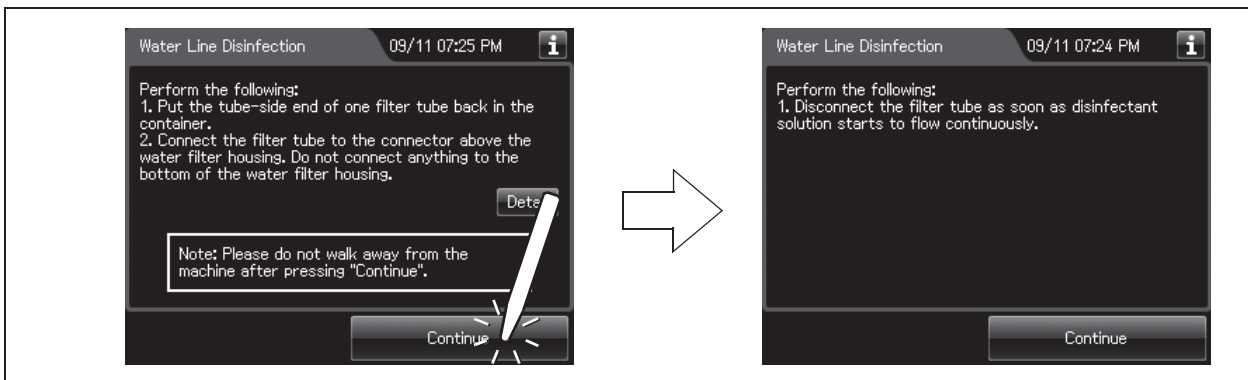 Water Line Disinfection
09/11 07:25 PM
i
Perform the following:
1. Put the tube-side end of one filter tube back in the
container.
2. Connect the filter tube to the connector above the
water filter housing. Do not connect anything to the
bottom of the water filter housing.
Note: Please do not walk away from the
machine after pressing "Continue".
Continue
Water Line Disinfection
09/11 07:24 PM
i
Perform the following:
1. Disconnect the filter tube as soon as disinfectant
solution starts to flow continuously.
Continue